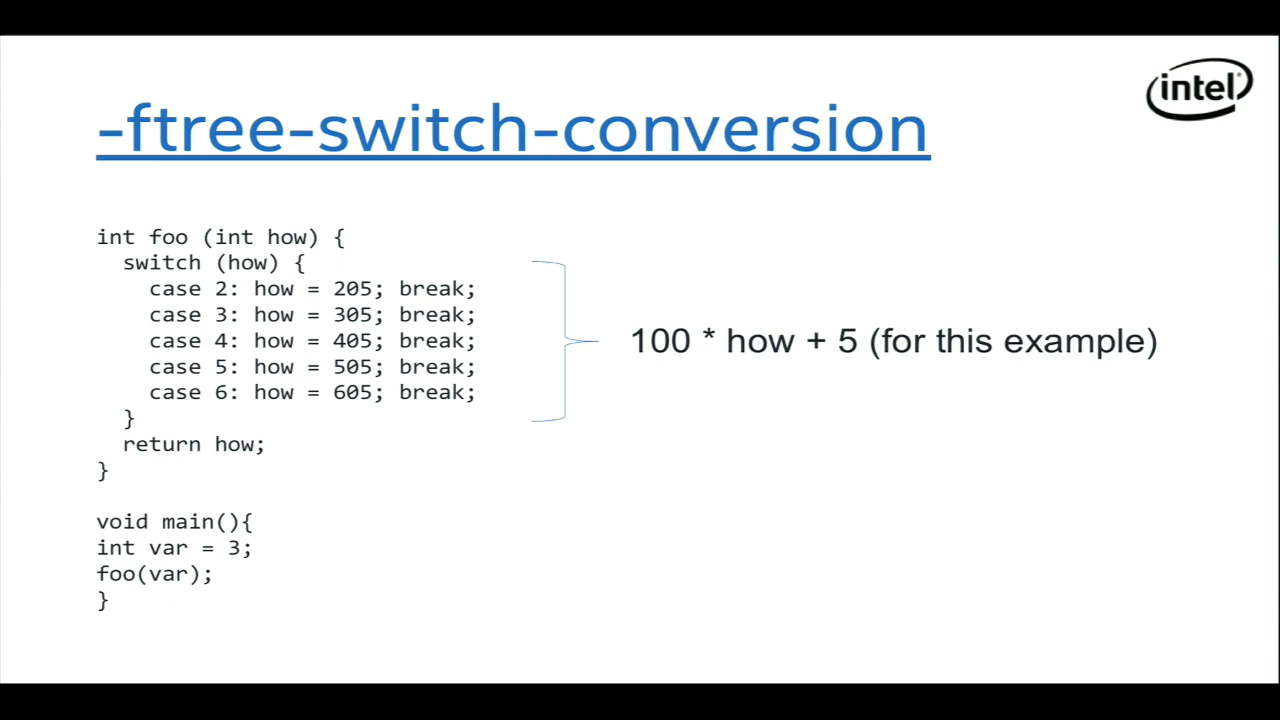 intel
-ftree-switch-conversion
int foo (int how) {
  switch (how) {
    case 2: how = 205; break;
    case 3: how = 305; break;
    case 4: how = 405; break;
    case 5: how = 505; break;
    case 6: how = 605; break;
  }
  return how;
}
100 * how + 5 (for this example)
void main(){
int var = 3;
foo(var);
}